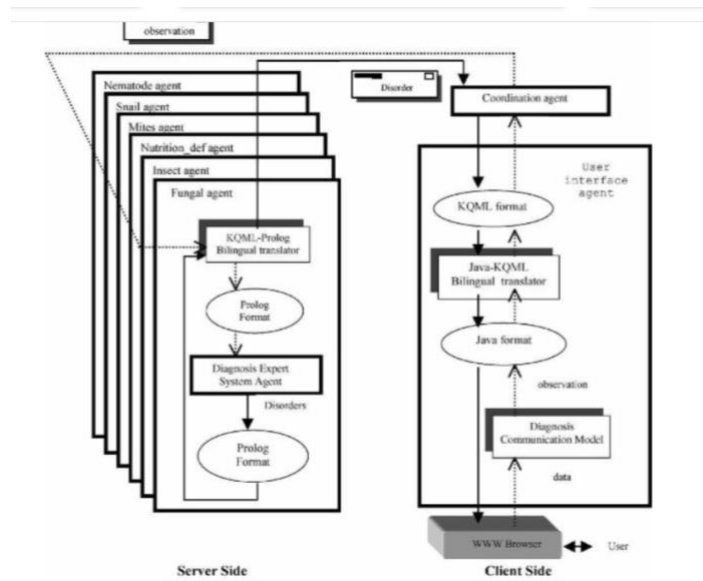 observation
Disorder
Coordination agent
Nematode agent
Snail agent
Mites agent
Nutrition_def agent
Insect agent
Fungal agent
KQML-Prolog
Bilingual translator
Prolog
Format
Diagnosis Expert
System Agent
Disorders
Prolog
Format
User
interface
agent
KQML format
Java-KQML
Bilingual translator
Java format
observation
Diagnosis
Communication Model
data
WWW Browser
User
Server Side
Client Side